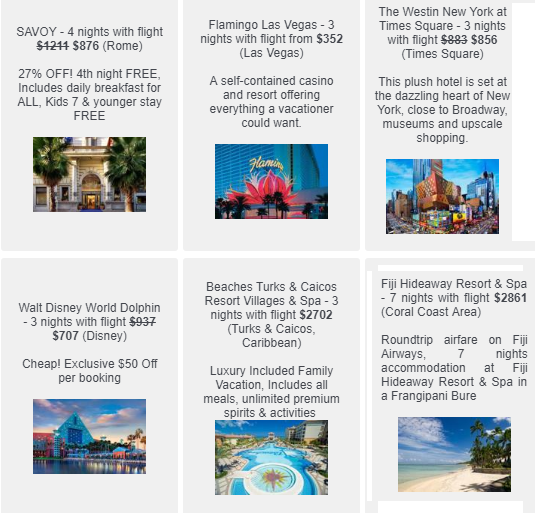 SAVOY - 4 nights with flight
$1211 $876 (Rome)
27% OFF! 4th night FREE,
Includes daily breakfast for
ALL, Kids 7 & younger stay
FREE
Flamingo Las Vegas - 3
nights with flight from $352
(Las Vegas)
A self-contained casino
and resort offering
everything a vacationer
could want.
Flamingo
The Westin New York at
Times Square - 3 nights
with flight $883 $856
(Times Square)
This plush hotel is set at
the dazzling heart of New
York, close to Broadway,
museums and upscale
shopping.
Walt Disney World Dolphin
- 3 nights with flight $937
$707 (Disney)
Cheap! Exclusive $50 Off
per booking
Beaches Turks & Caicos
Resort Villages & Spa - 3
nights with flight $2702
(Turks & Caicos,
Caribbean)
Luxury Included Family
Vacation, Includes all
meals, unlimited premium
spirits & activities
Fiji Hideaway Resort & Spa
- 7 nights with flight $2861
(Coral Coast Area)
Roundtrip airfare on Fiji
Airways, 7 nights
accommodation at Fiji
Hideaway Resort & Spa in
a Frangipani Bure